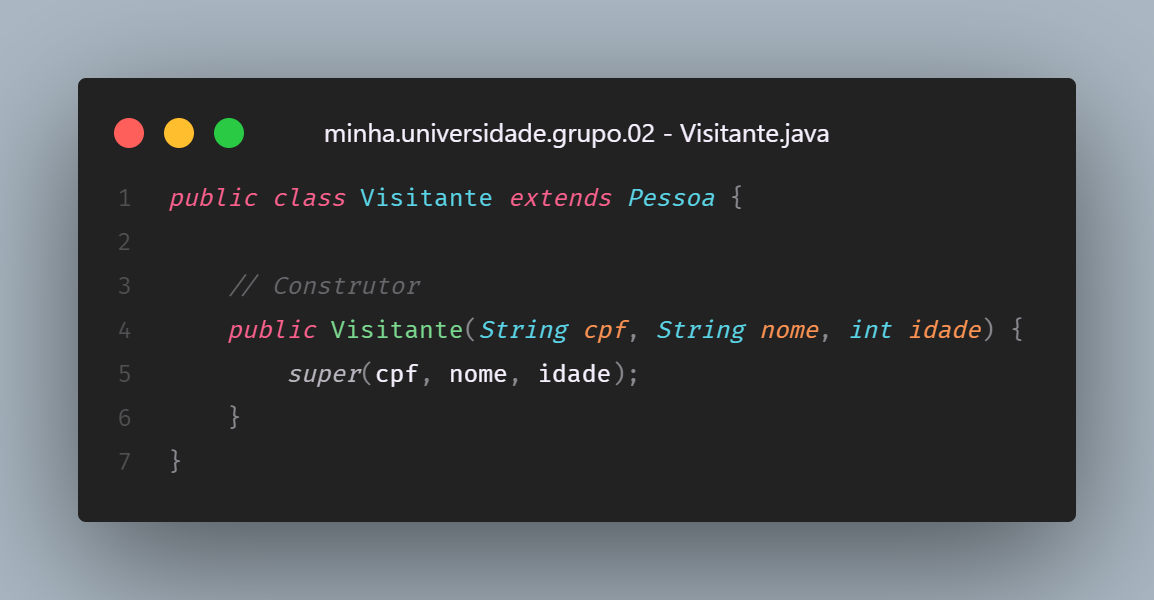 minha.universidade.grupo.02 - Visitante.java
1 public class Visitante extends Pessoa {
2
3     // Construtor
4     public Visitante(String cpf, String nome, int idade) {
5         super(cpf, nome, idade);
6     }
7 }